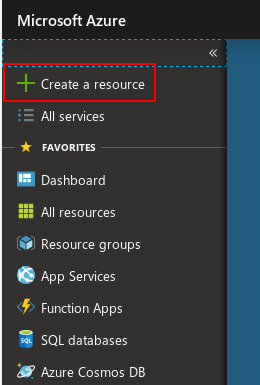 Microsoft Azure
«
Create a resource
All services
FAVORITES
Dashboard
All resources
Resource groups
App Services
Function Apps
SQL
SQL databases
Azure Cosmos DB